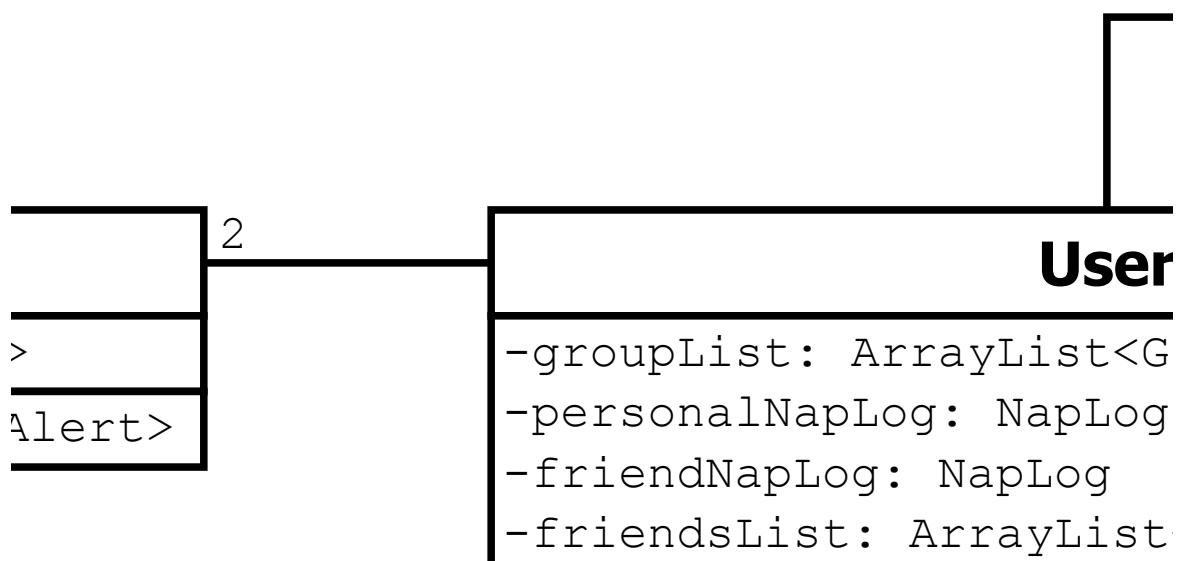 2
User
>
Alert>
-groupList: ArrayList<G
-personalNapLog: NapLog
-friendNapLog: NapLog
-friendsList: ArrayList